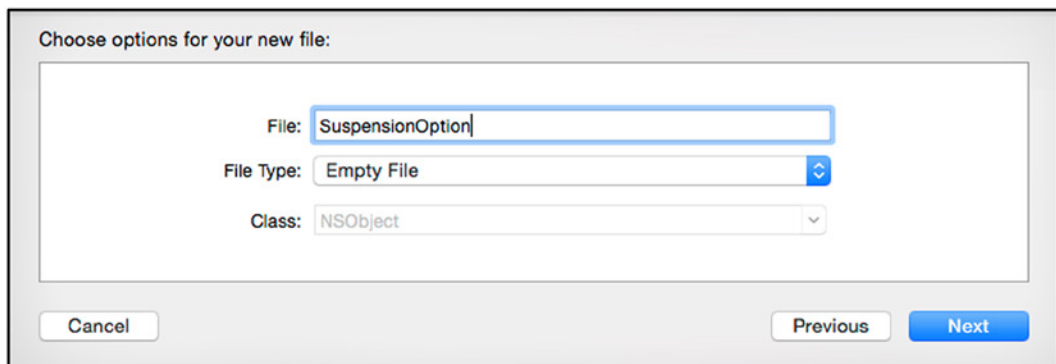 Choose options for your new file:
File: SuspensionOption
File Type: Empty File
Class: NSObject
Cancel Previous Next